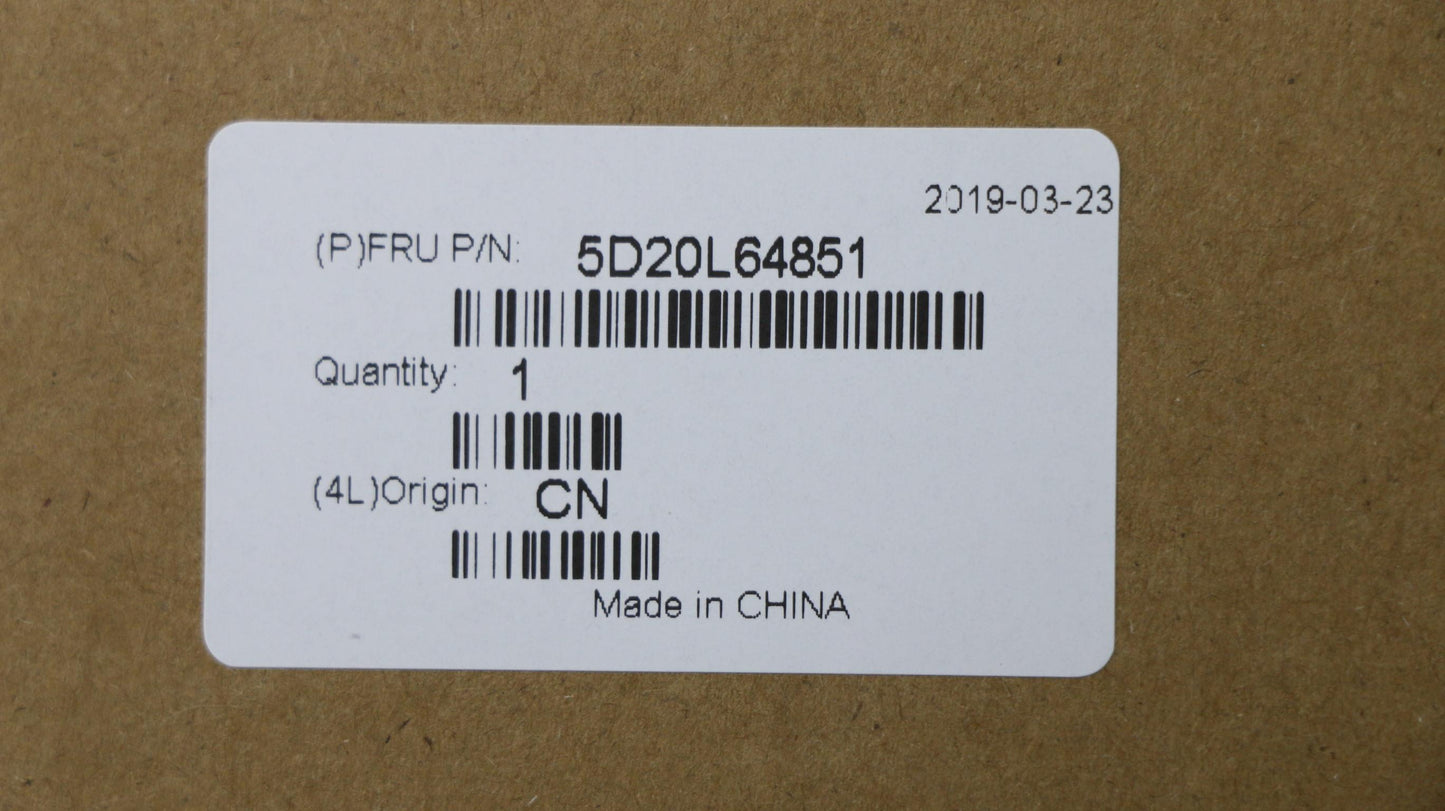 2019-03-23
(P)FRU P/N: 5D20L64851
Quantity: 1
(4L)Origin: CN
Made in CHINA